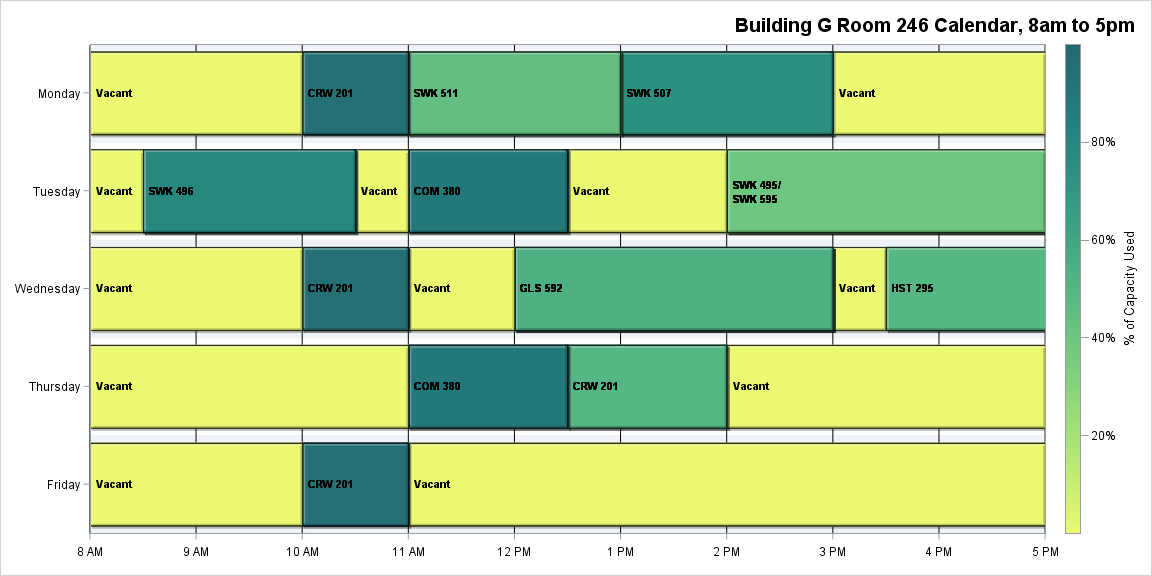 Building G Room 246 Calendar, 8am to 5pm
Monday
Vacant
CRW 201
SWK 511
SWK 507
Vacant
Tuesday
Vacant
SWK 496
Vacant
COM 380
Vacant
SWK 495/
SWK 595
Wednesday
Vacant
CRW 201
Vacant
GLS 592
Vacant
HST 295
Thursday
Vacant
COM 380
CRW 201
Vacant
Friday
Vacant
CRW 201
Vacant
8 AM
9 AM
10 AM
11 AM
12 PM
1 PM
2 PM
3 PM
4 PM
5 PM
80%
60%
40%
20%
% of Capacity Used